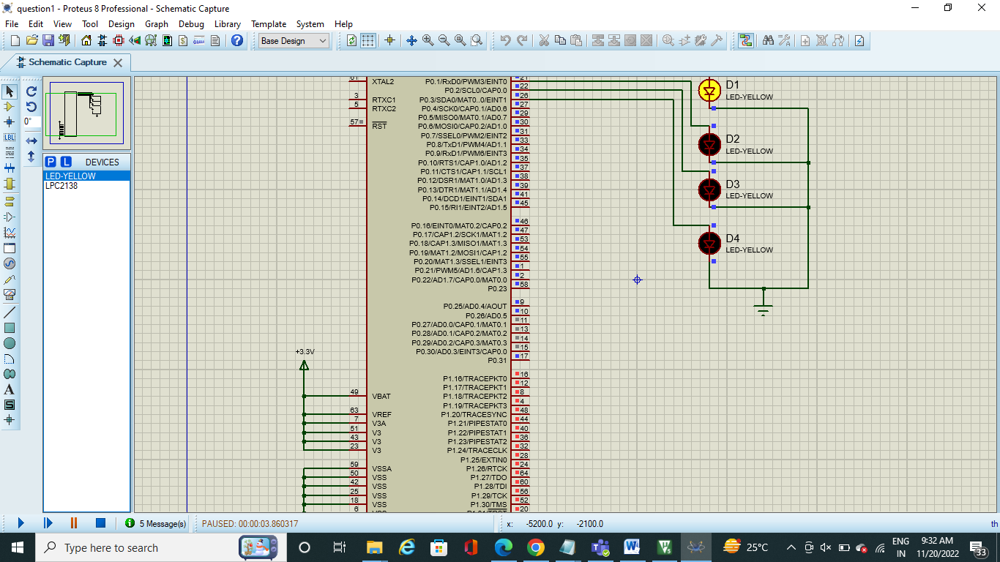 question1 - Proteus 8 Professional - Schematic Capture
File Edit View Tool Design Graph Debug Library Template System Help
Base Design
Schematic Capture
0°
P L DEVICES
LED-YELLOW
LPC2138
XTAL2
3 RTXC1
5 RTXC2
57 RST
+3.3V
49 VBAT
63 VREF
7 V3A
51 V3
43 V3
23 V3
59 VSSA
50 VSS
42 VSS
25 VSS
18 VSS
6
P0.1/RxD0/PWM3/EINT0 21
P0.2/SCL0/CAP0.0 22
P0.3/SDA0/MAT0..0/EINT1 26
P0.4/SCK0/CAP0.1/AD0.6 27
P0.5/MISO0/MAT0.1/AD0.7 29
P0.6/MOSI0/CAP0.2/AD1.0 30
P0.7/SSEL0/PWM2/EINT2 31
P0.8/TxD1/PWM4/AD1.1 33
P0.9/RxD1/PWM6/EINT3 34
P0.10/RTS1/CAP1.0/AD1.2 35
P0.11/CTS1/CAP1.1/SCL1 37
P0.12/DSR1/MAT1.0/AD1.3 38
P0.13/DTR1/MAT1.1/AD1.4 39
P0.14/DCD1/EINT1/SDA1 41
P0.15/RI1/EINT2/AD1.5 45
P0.16/EINT0/MAT0.2/CAP0.2 46
P0.17/CAP1.2/SCK1/MAT1.2 47
P0.18/CAP1.3/MISO1/MAT1.3 53
P0.19/MAT1.2/MOSI1/CAP1.2 54
P0.20/MAT1.3/SSEL1/EINT3 55
P0.21/PWM5/AD1.6/CAP1.3 1
P0.22/AD1.7/CAP0.0/MAT0.0 2
P0.23 58
P0.25/AD0.4/AOUT 9
P0.26/AD0.5 10
P0.27/AD0.0/CAP0.1/MAT0.1 11
P0.28/AD0.1/CAP0.2/MAT0.2 13
P0.29/AD0.2/CAP0.3/MAT0.3 14
P0.30/AD0.3/EINT3/CAP0.0 15
P0.31 17
P1.16/TRACEPKT0 16
P1.17/TRACEPKT1 12
P1.18/TRACEPKT2 8
P1.19/TRACEPKT3 4
P1.20/TRACESYNC 48
P1.21/PIPESTAT0 44
P1.22/PIPESTAT1 40
P1.23/PIPESTAT2 36
P1.24/TRACECLK 32
P1.25/EXTIN0 28
P1.26/RTCK 24
P1.27/TDO 64
P1.28/TDI 60
P1.29/TCK 56
P1.30/TMS 52
20
D1
LED-YELLOW
D2
LED-YELLOW
D3
LED-YELLOW
D4
LED-YELLOW
5 Message(s) PAUSED: 00:00:03.860317 x: -5200.0 y: -2100.0 th
Type here to search
25°C
ENG
IN
9:32 AM
11/20/2022
33